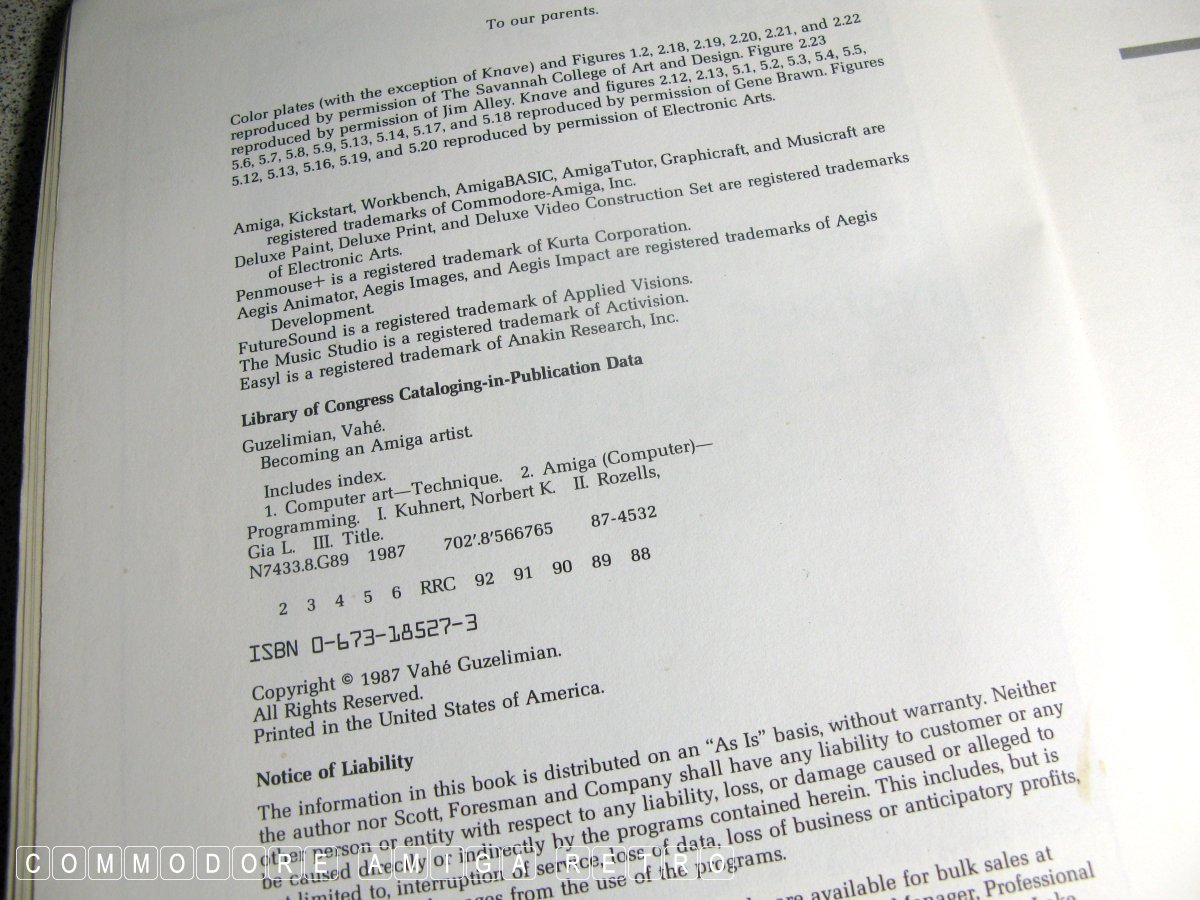 To our parents.
Color plates (with the exception of Knave) and Figures 1.2, 2.18, 2.19, 2.20, 2.21, and 2.22
reproduced by permission of The Savannah College of Art and Design. Figure 2.23
reproduced by permission of Jim Alley. Knave and figures 2.12, 2.13, 5.1, 5.2, 5.3, 5.4, 5.5,
5.6, 5.7, 5.8, 5.9, 5.13, 5.14, 5.17, and 5.18 reproduced by permission of Gene Brawn. Figures
5.12, 5.13, 5.16, 5.19, and 5.20 reproduced by permission of Electronic Arts.
Amiga, Kickstart, Workbench, AmigaBASIC, AmigaTutor, Graphicraft, and Musicraft are
registered trademarks of Commodore-Amiga, Inc.
Deluxe Paint, Deluxe Print, and Deluxe Video Construction Set are registered trademarks
of Electronic Arts.
Penmouse+ is a registered trademark of Kurta Corporation.
Aegis Animator, Aegis Images, and Aegis Impact are registered trademarks of Aegis
Development.
FutureSound is a registered trademark of Applied Visions.
The Music Studio is a registered trademark of Activision.
Easyl is a registered trademark of Anakin Research, Inc.
Library of Congress Cataloging-in-Publication Data
Guzelimian, Vahé.
Becoming an Amiga artist.
Includes index.
1. Computer art—Technique. 2. Amiga (Computer)—
Programming. I. Kuhnert, Norbert K. II. Rozells,
Gia L. III. Title.
N7433.8.G89 1987 702'.8'566765 87-4532
2 3 4 5 6 RRC 92 91 90 89 88
ISBN 0-673-18527-3
Copyright © 1987 Vahé Guzelimian.
All Rights Reserved.
Printed in the United States of America.
Notice of Liability
The information in this book is distributed on an “As Is” basis, without warranty. Neither
the author nor Scott, Foresman and Company shall have any liability to customer or any
other person or entity with respect to any liability, loss, or damage caused or alleged to
be caused directly or indirectly by the programs contained herein. This includes, but is
not limited to, interruption of service, loss of data, loss of business or anticipatory profits,
from the use of the programs.
are available for bulk sales at
Manager, Professional
COMMODORE AMIGA RETRO